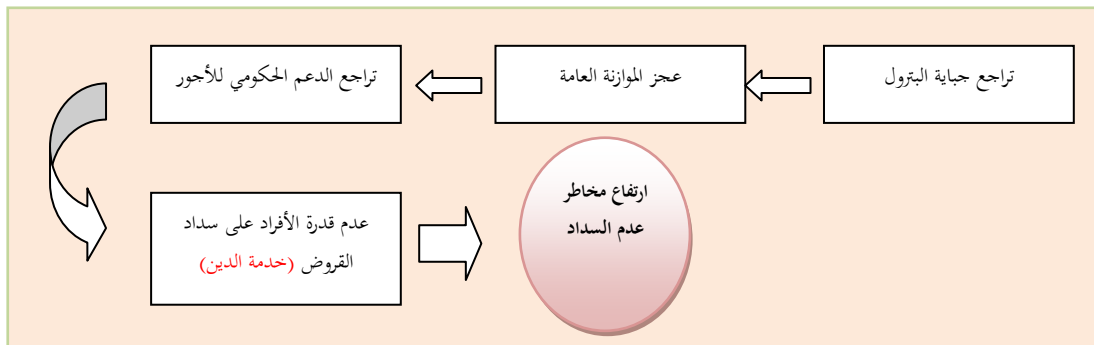 تراجع جباية البترول
عجز الموازنة العامة
تراجع الدعم الحكومي للأجور
عدم قدرة الأفراد على سداد
القروض (خدمة الدين)
ارتفاع مخاطر
عدم السداد